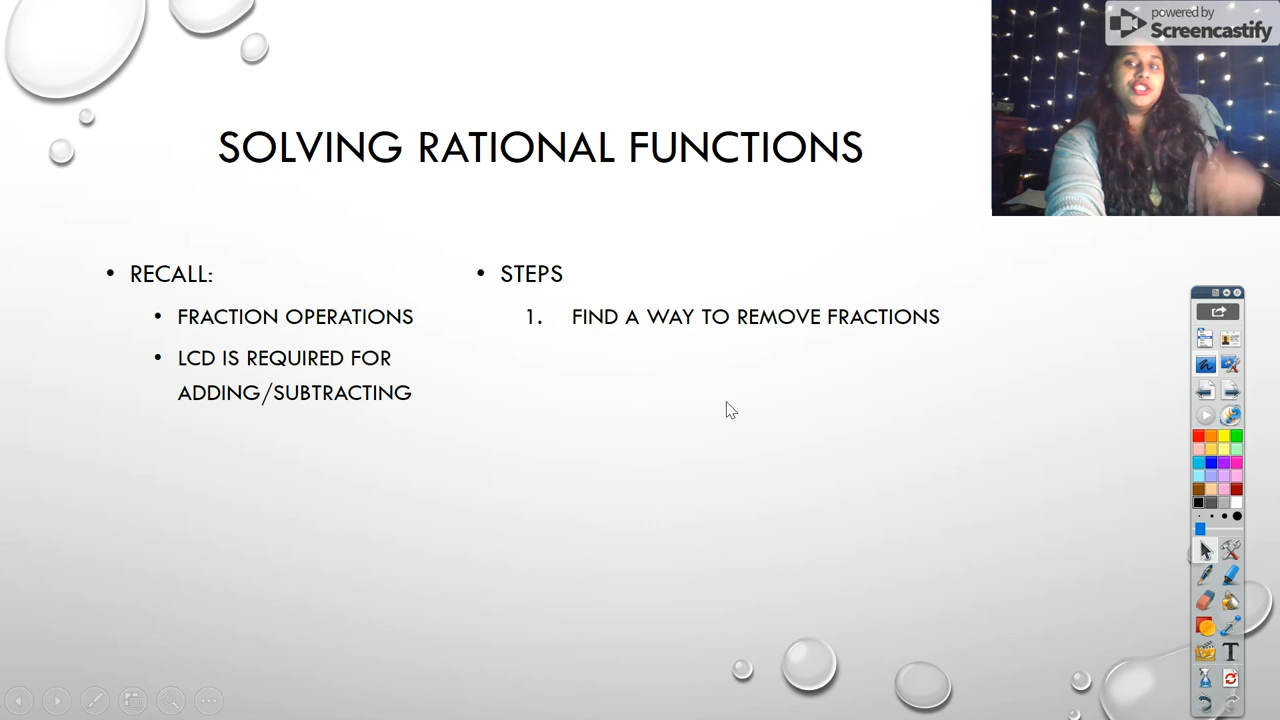 powered by
Screencastify
SOLVING RATIONAL FUNCTIONS
• RECALL:
• FRACTION OPERATIONS
• LCD IS REQUIRED FOR
ADDING/SUBTRACTING
• STEPS
1. FIND A WAY TO REMOVE FRACTIONS